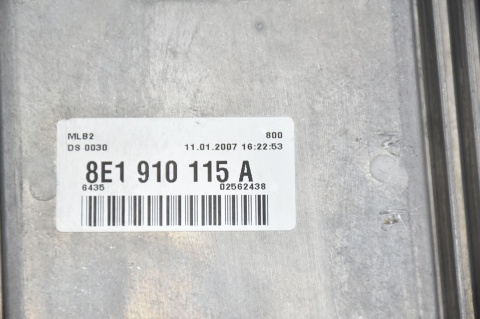 MLB2 800
DS 0030 11.01.2007 16:22:53
8E1 910 115 A
6435 02562438